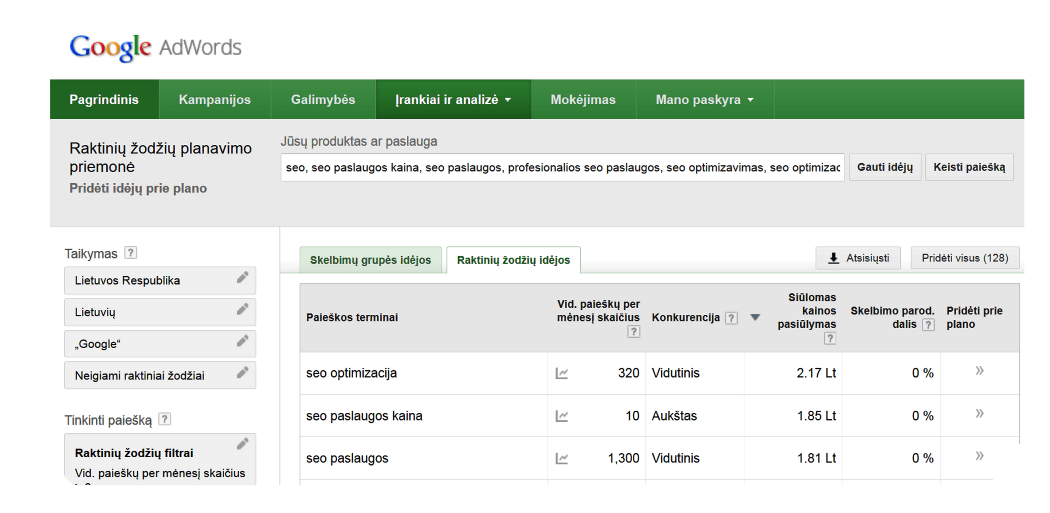 Google AdWords
Pagrindinis Kampanijos Galimybės Įrankiai ir analizė Mokėjimas Mano paskyra
Raktinių žodžių planavimo
priemonė
Pridėti idėjų prie plano
Jūsų produktas ar paslauga
seo, seo paslaugos kaina, seo paslaugos, profesionalios seo paslaugos, seo optimizavimas, seo optimizac
Gauti idėjų Keisti paiešką
Taikymas ?
Lietuvos Respublika
Lietuvių
„Google“
Neigiami raktiniai žodžiai
Tinkinti paiešką ?
Raktinių žodžių filtrai
Vid. paieškų per mėnesį skaičius
Skelbimų grupės idėjos Raktinių žodžių idėjos Atsisiųsti Pridėti visus (128)
Paieškos terminai
Vid. paieškų per
mėnesį skaičius
?
Konkurencija ?
Siūlomas
kainos
pasiūlymas
?
Skelbimo parod.
dalis ?
Pridėti prie
plano
seo optimizacija 320 Vidutinis 2.17 Lt 0 % »
seo paslaugos kaina 10 Aukštas 1.85 Lt 0 % »
seo paslaugos 1,300 Vidutinis 1.81 Lt 0 % »